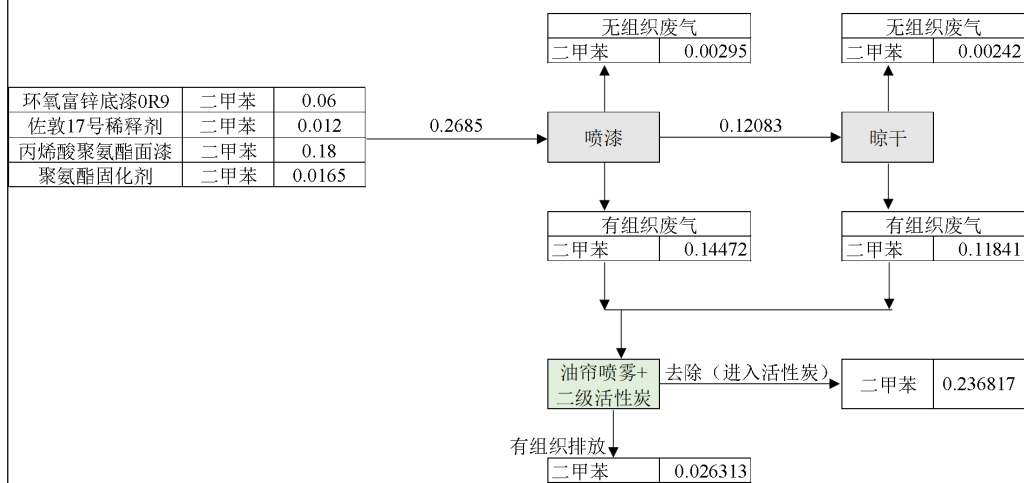 无组织废气 无组织废气
二甲苯 0.00295 二甲苯 0.00242
环氧富锌底漆0R9 二甲苯 0.06
佐敦17号稀释剂 二甲苯 0.012
丙烯酸聚氨酯面漆 二甲苯 0.18
聚氨酯固化剂 二甲苯 0.0165
0.2685 喷漆 0.12083 晾干
有组织废气 有组织废气
二甲苯 0.14472 二甲苯 0.11841
油帘喷雾+
二级活性炭
去除（进入活性炭）
二甲苯 0.236817
有组织排放
二甲苯 0.026313